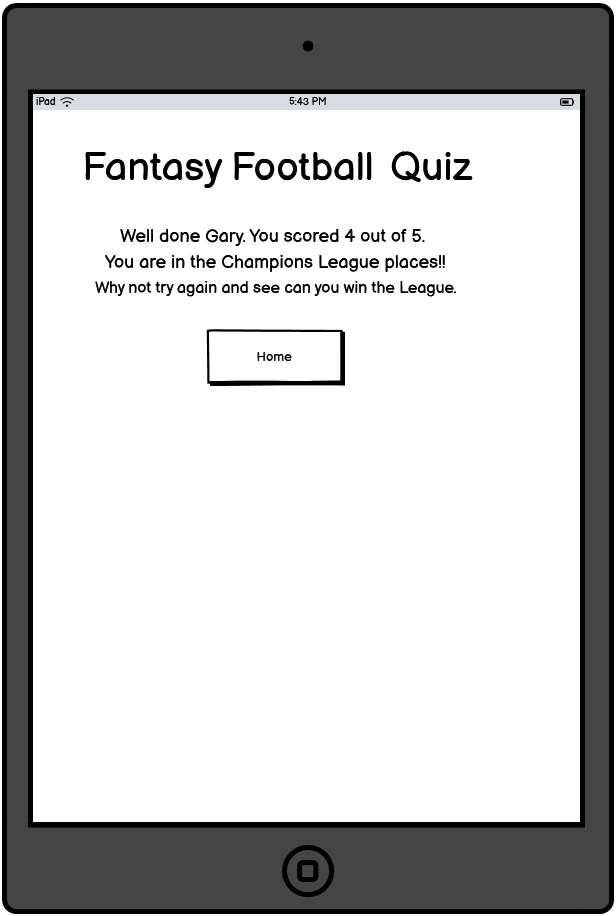 iPad 5:43 PM
Fantasy Football Quiz
Well done Gary. You scored 4 out of 5.
You are in the Champions League places!!
Why not try again and see can you win the League.
Home